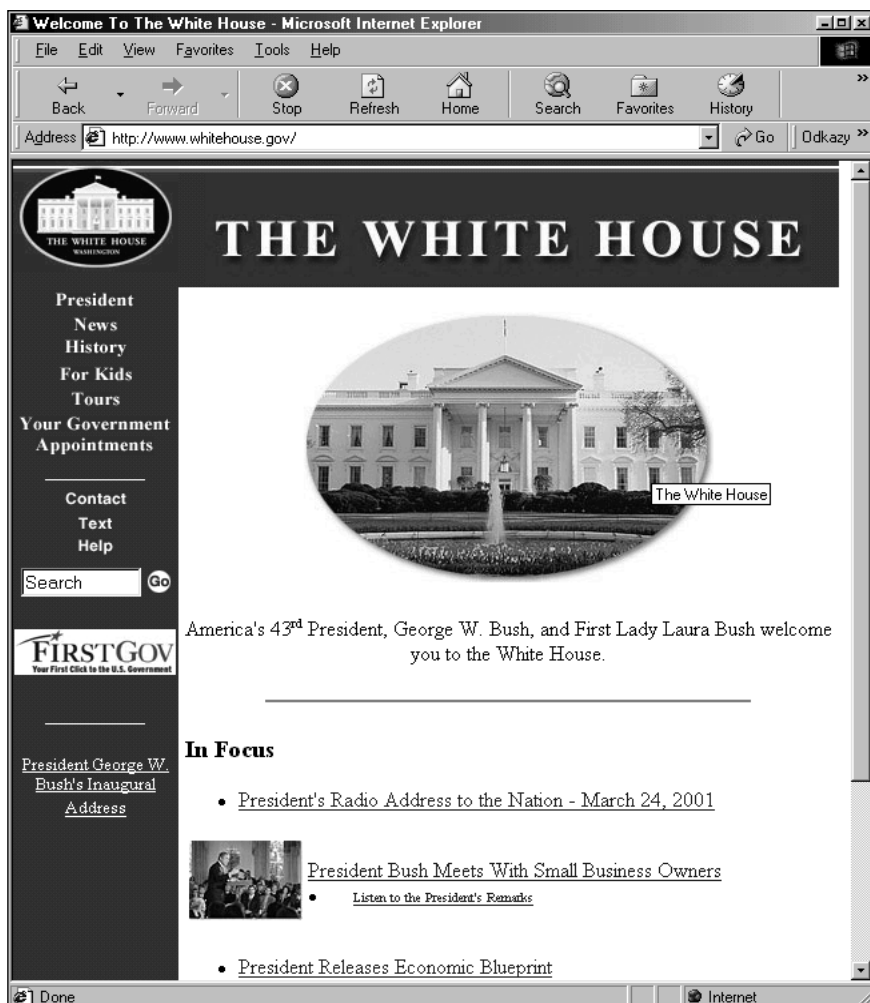 Welcome To The White House - Microsoft Internet Explorer
File Edit View Favorites Tools Help
Back Forward Stop Refresh Home Search Favorites History »
Address http://www.whitehouse.gov/ Go Odkazy »
THE WHITE HOUSE
WASHINGTON
THE WHITE HOUSE
President
News
History
For Kids
Tours
Your Government
Appointments
Contact
Text
Help
Search Go
FIRSTGOV
Your First Click to the U.S. Government
President George W.
Bush's Inaugural
Address
The White House
America's 43rd President, George W. Bush, and First Lady Laura Bush welcome
you to the White House.
In Focus
• President's Radio Address to the Nation - March 24, 2001
President Bush Meets With Small Business Owners
• Listen to the President's Remarks
• President Releases Economic Blueprint
Done Internet